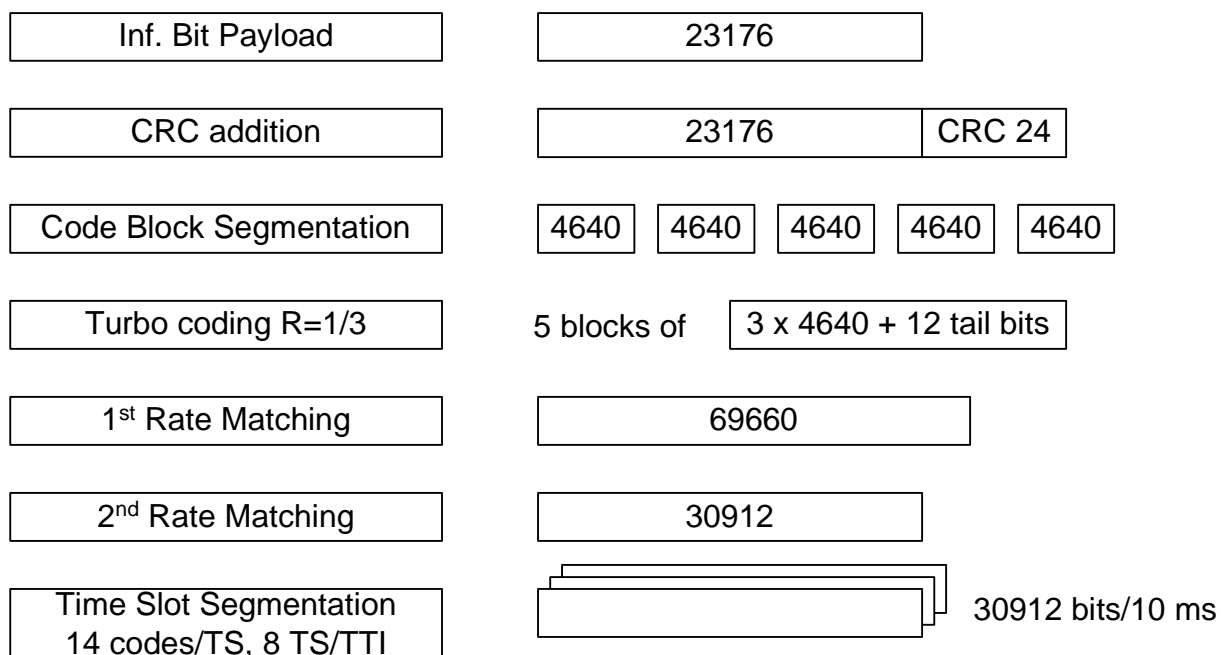 Inf. Bit Payload 23176
CRC addition 23176 CRC 24
Code Block Segmentation 4640 4640 4640 4640 4640
Turbo coding R=1/3 5 blocks of 3 x 4640 + 12 tail bits
1st Rate Matching 69660
2nd Rate Matching 30912
Time Slot Segmentation
14 codes/TS, 8 TS/TTI
30912 bits/10 ms